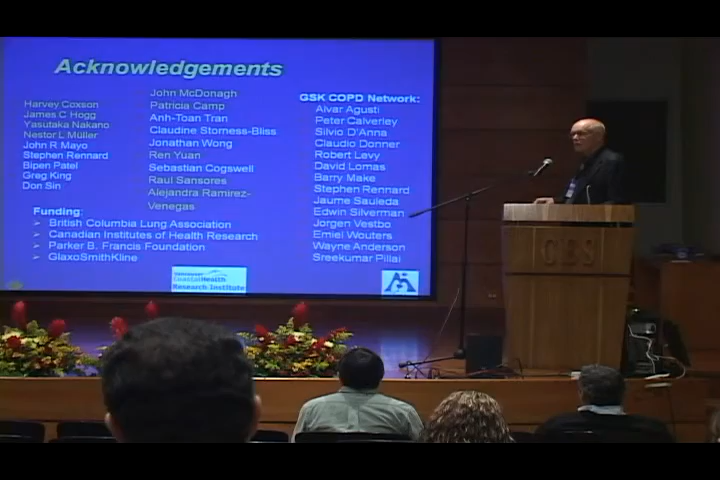 Acknowledgements
Harvey Coxson
James C Hogg
Yasutaka Nakano
Nestor L Müller
John R Mayo
Stephen Rennard
Bipen Patel
Greg King
Don Sin
John McDonagh
Patricia Camp
Anh-Toan Tran
Claudine Storness-Bliss
Jonathan Wong
Ren Yuan
Sebastian Cogswell
Raul Sansores
Alejandra Ramirez-
Venegas
GSK COPD Network:
Alvar Agusti
Peter Calverley
Silvio D'Anna
Claudio Donner
Robert Levy
David Lomas
Barry Make
Stephen Rennard
Jaume Sauleda
Edwin Silverman
Jorgen Vestbo
Emiel Wouters
Wayne Anderson
Sreekumar Pillai
Funding:
➢ British Columbia Lung Association
➢ Canadian Institutes of Health Research
➢ Parker B. Francis Foundation
➢ GlaxoSmithKline
Vancouver
CoastalHealth
Research Institute
CES